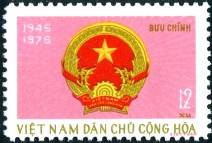 1945
1975
BƯU CHÍNH
12
XU
VIỆT NAM DÂN CHỦ CỘNG HÒA